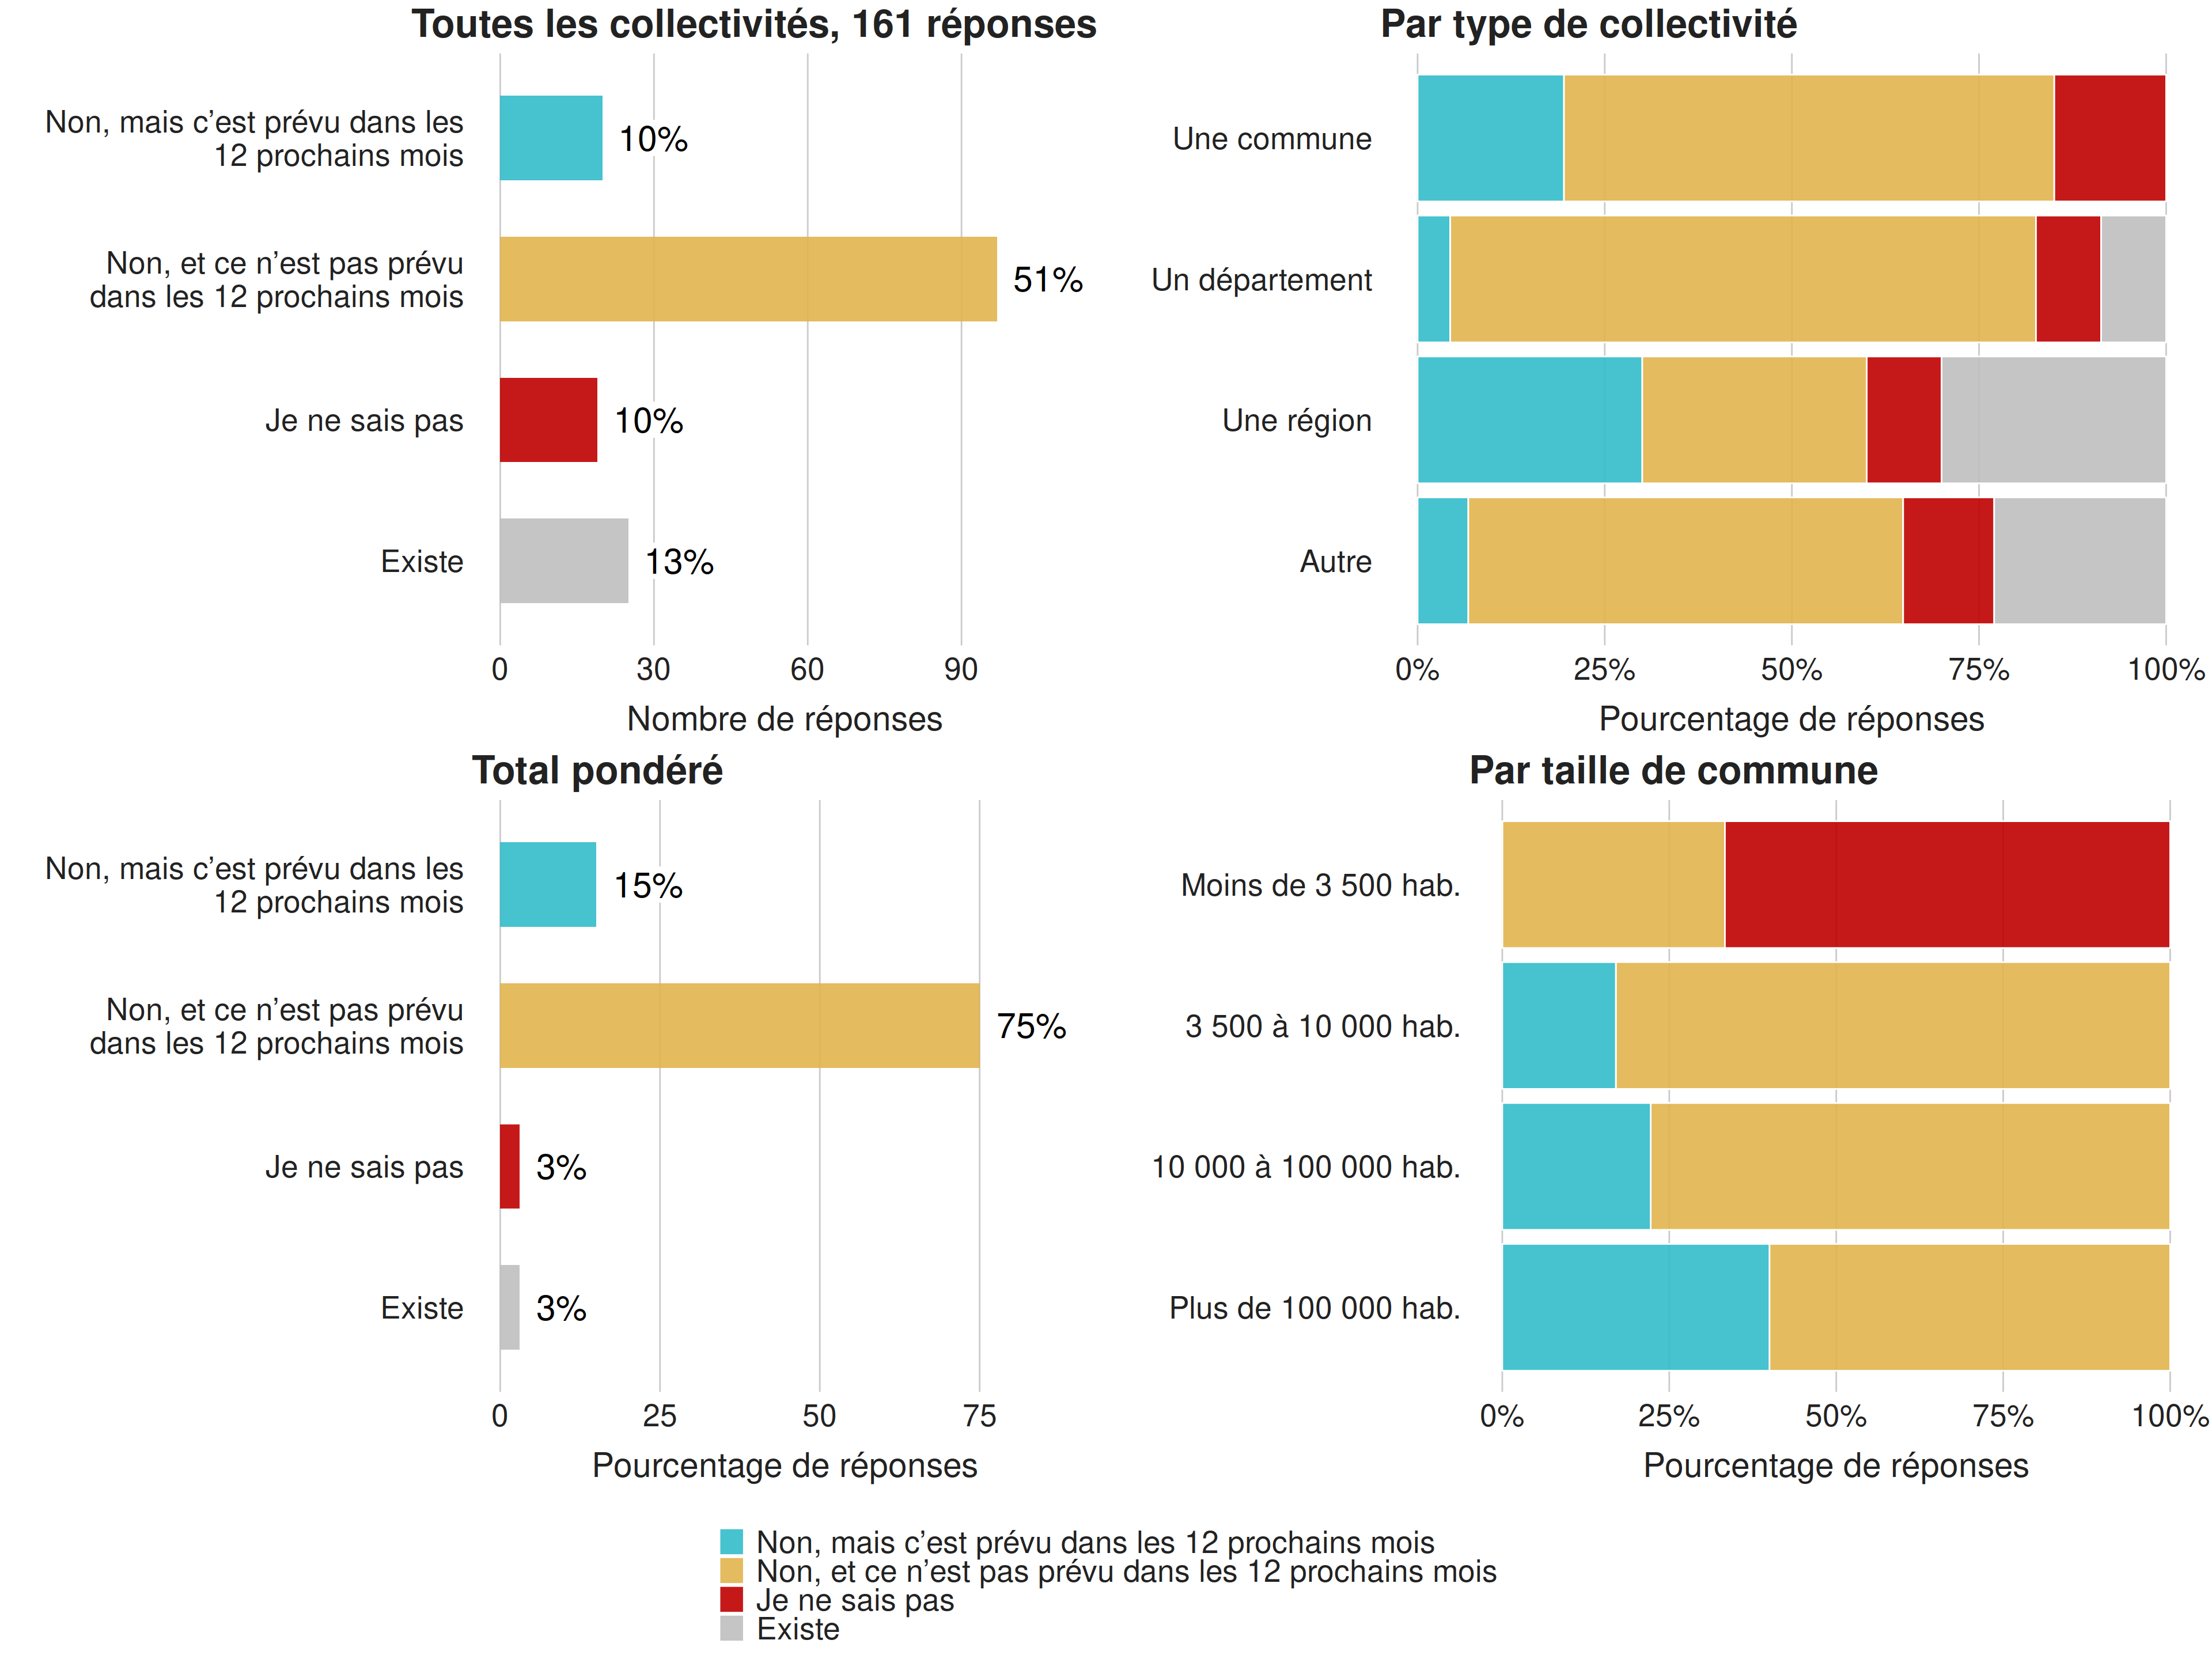 Toutes les collectivités, 161 réponses
Non, mais c’est prévu dans les
12 prochains mois
10%
Non, et ce n’est pas prévu
dans les 12 prochains mois
51%
Je ne sais pas
10%
Existe
13%
0 30 60 90
Nombre de réponses
Par type de collectivité
Une commune
Un département
Une région
Autre
0% 25% 50% 75% 100%
Pourcentage de réponses
Total pondéré
Non, mais c’est prévu dans les
12 prochains mois
15%
Non, et ce n’est pas prévu
dans les 12 prochains mois
75%
Je ne sais pas
3%
Existe
3%
0 25 50 75
Pourcentage de réponses
Par taille de commune
Moins de 3 500 hab.
3 500 à 10 000 hab.
10 000 à 100 000 hab.
Plus de 100 000 hab.
0% 25% 50% 75% 100%
Pourcentage de réponses
Non, mais c’est prévu dans les 12 prochains mois
Non, et ce n’est pas prévu dans les 12 prochains mois
Je ne sais pas
Existe